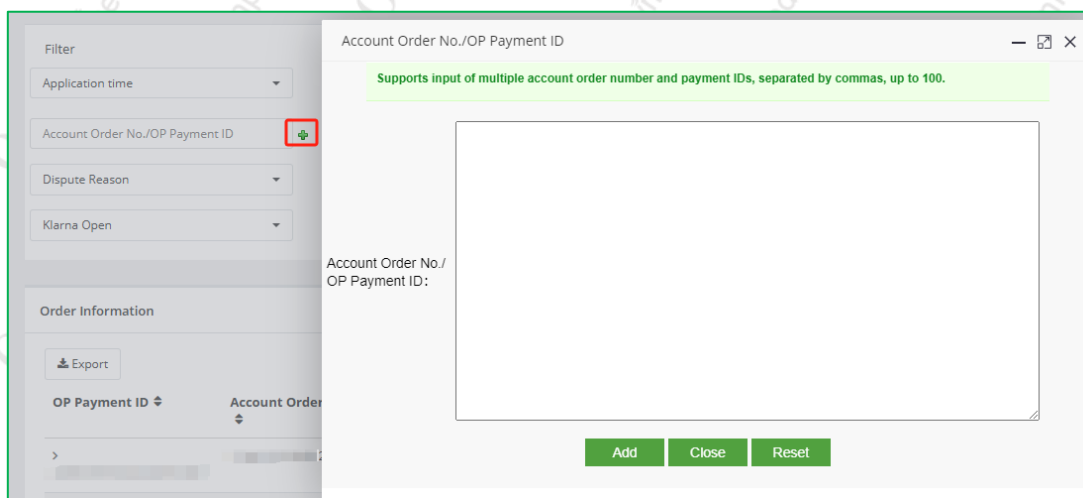 Filter
Application time
Account Order No./OP Payment ID
Dispute Reason
Klarna Open
Order Information
Export
OP Payment ID
Account Order
Account Order No./OP Payment ID
Supports input of multiple account order number and payment IDs, separated by commas, up to 100.
Account Order No./
OP Payment ID:
Add Close Reset